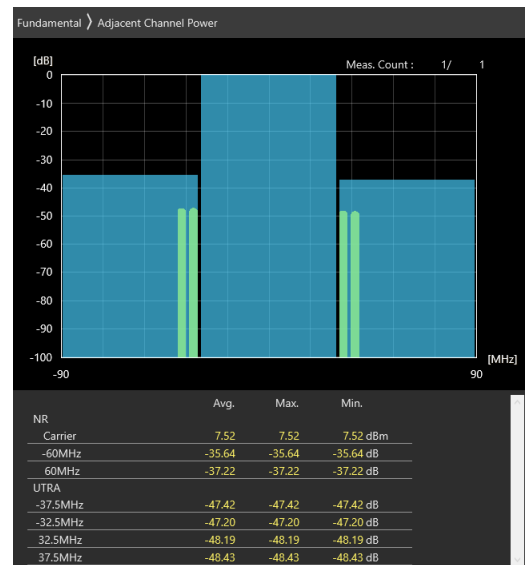 Fundamental 〉 Adjacent Channel Power
[dB]
Meas. Count : 1/ 1
0
-10
-20
-30
-40
-50
-60
-70
-80
-90
-100
[MHz]
-90 90
Avg. Max. Min.
NR
Carrier 7.52 7.52 7.52 dBm
-60MHz -35.64 -35.64 -35.64 dB
60MHz -37.22 -37.22 -37.22 dB
UTRA
-37.5MHz -47.42 -47.42 -47.42 dB
-32.5MHz -47.20 -47.20 -47.20 dB
32.5MHz -48.19 -48.19 -48.19 dB
37.5MHz -48.43 -48.43 -48.43 dB